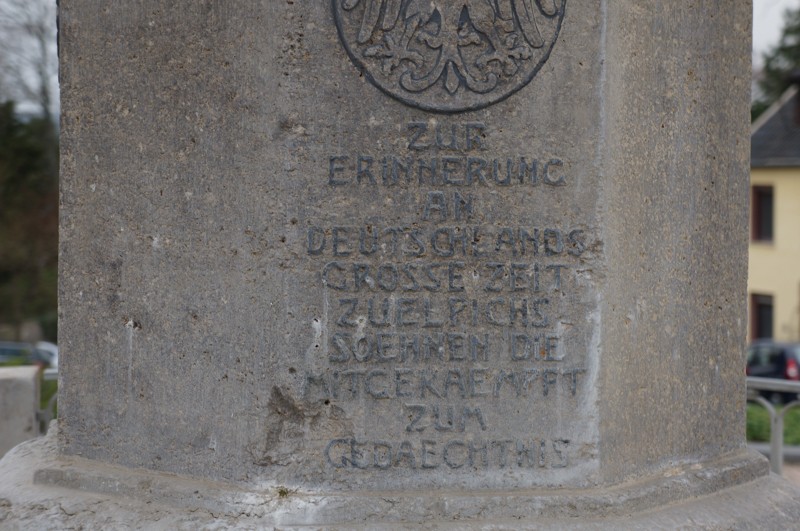 ZUR
ERINNERUNG
AN
DEUTSCHLANDS
GROSSE ZEIT
ZUELPICHS
SOEHNEN DIE
MITGEKAEMPFT
ZUM
GEDAECHTNIS